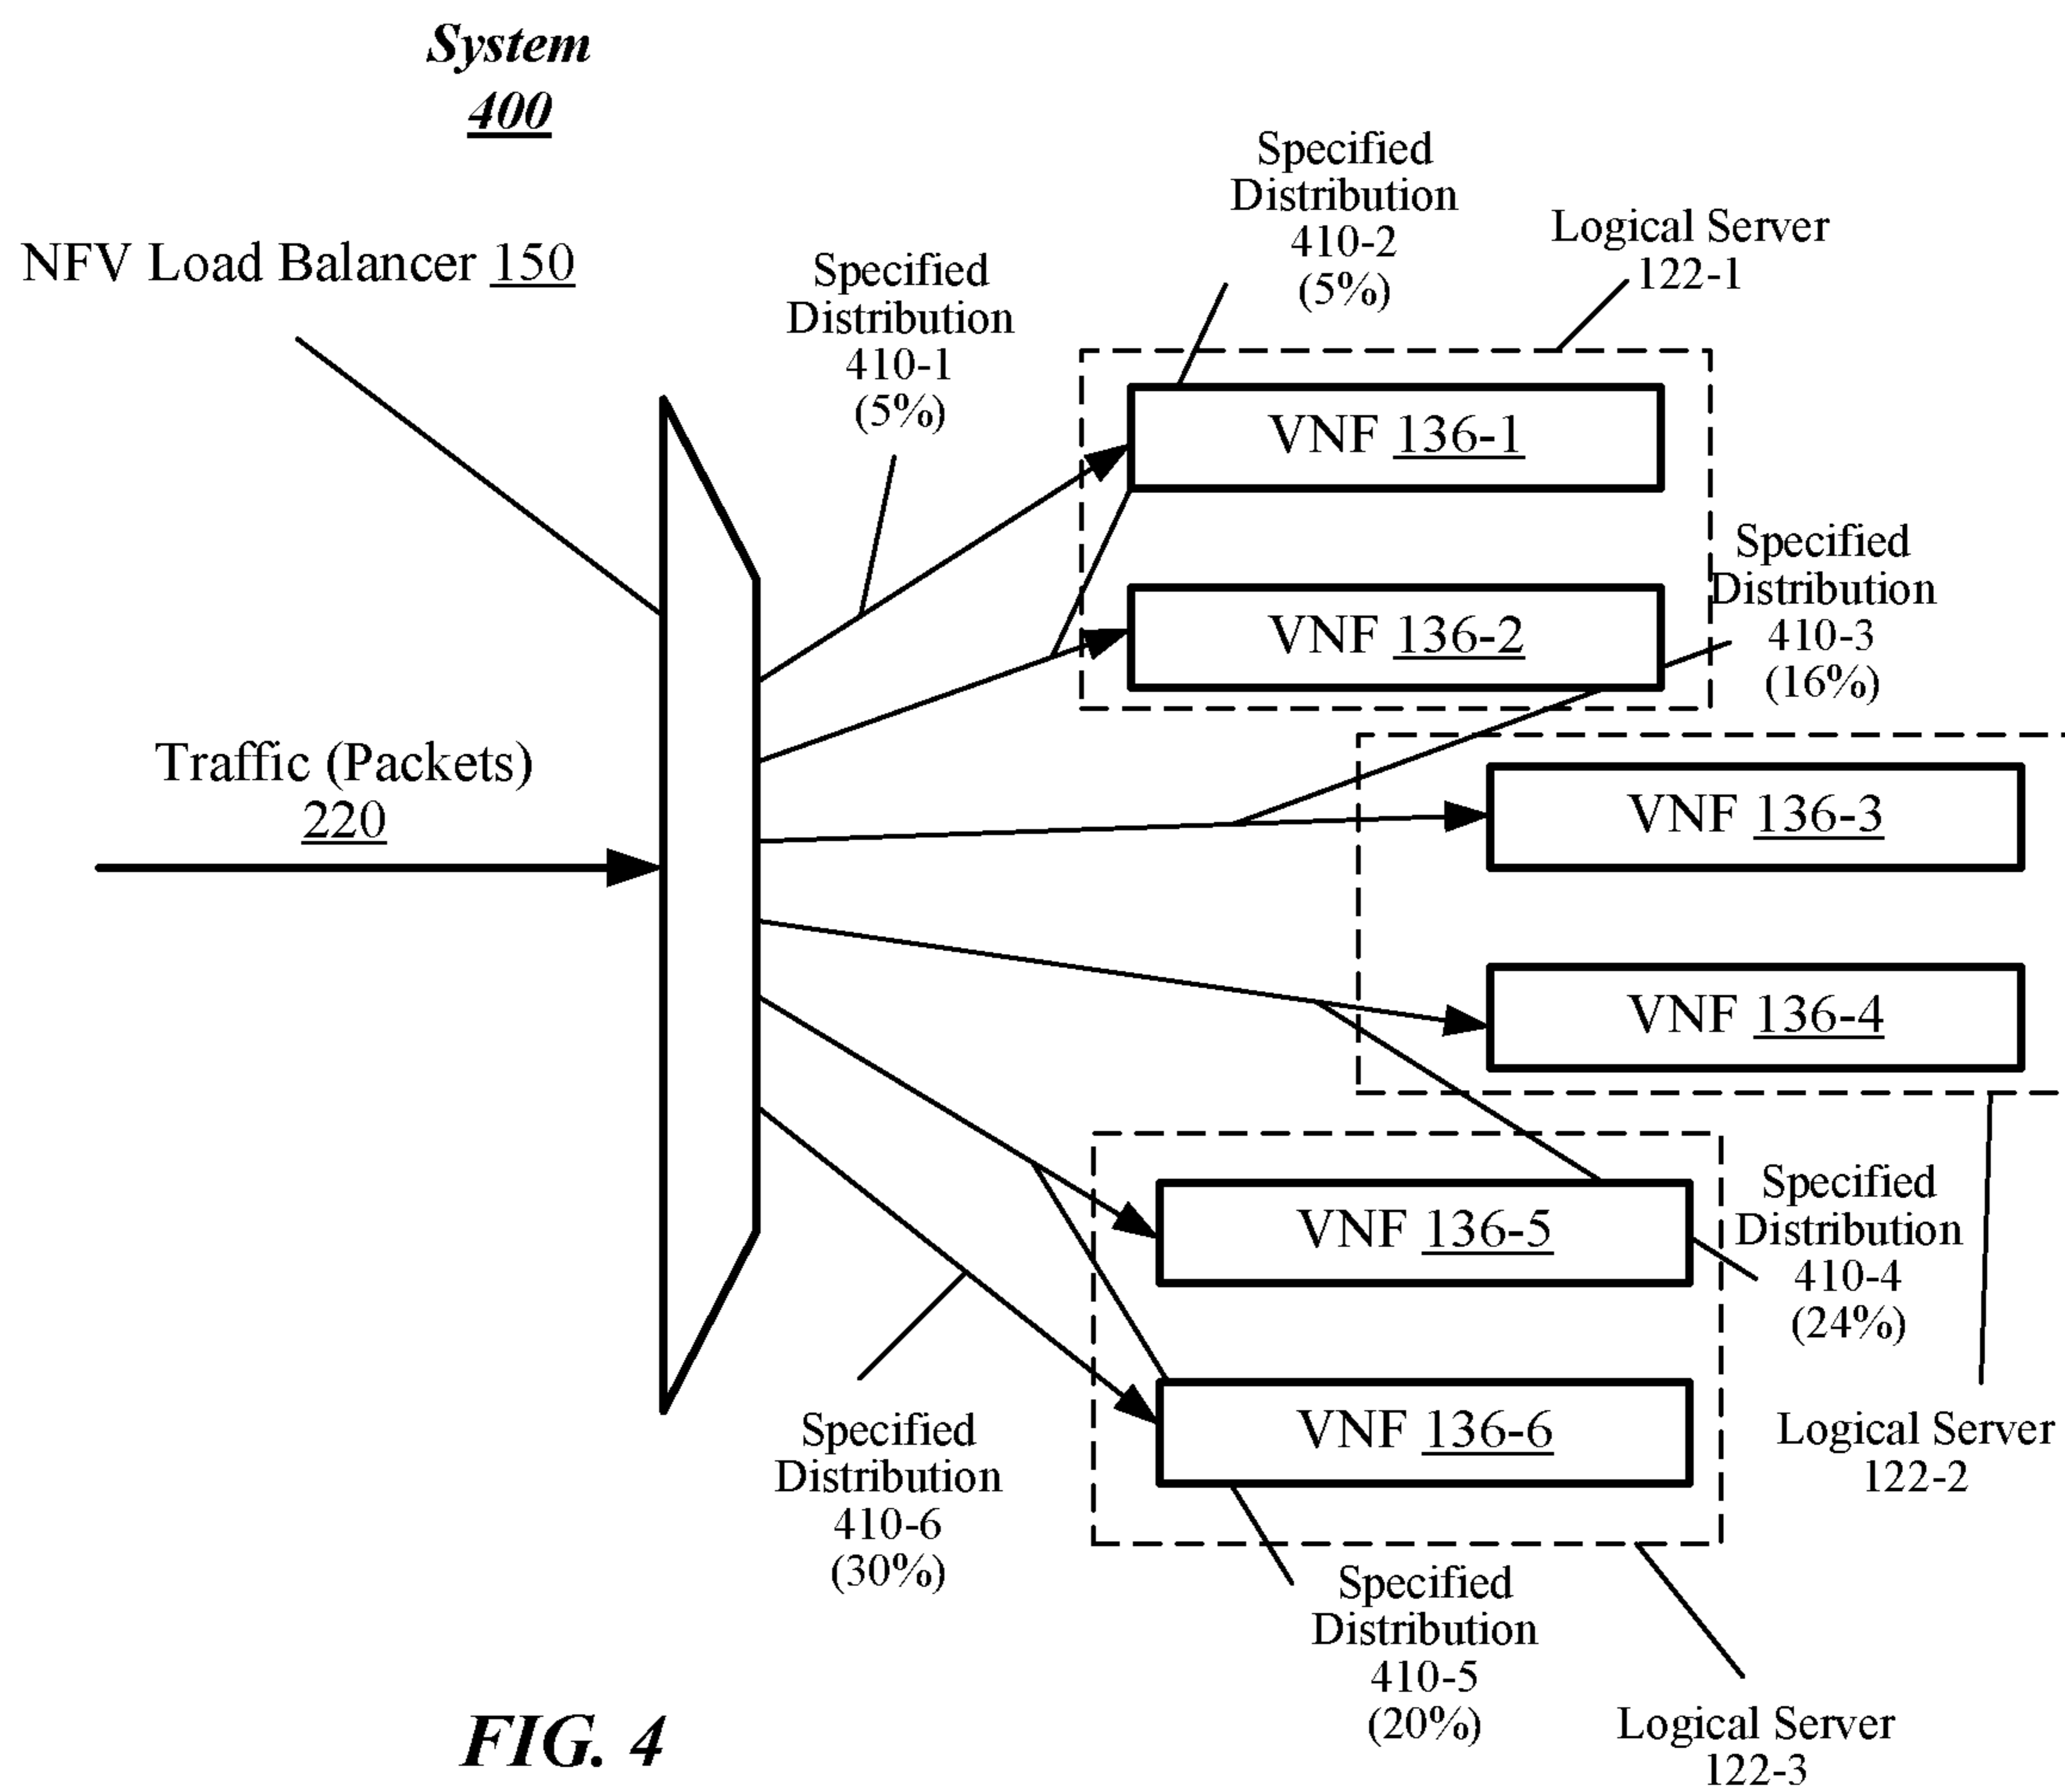 System
400
NFV Load Balancer 150
Specified
Distribution
410-1
(5%)
Specified
Distribution
410-2
(5%)
Logical Server
122-1
VNF 136-1
VNF 136-2
Specified
Distribution
410-3
(16%)
Traffic (Packets)
220
VNF 136-3
VNF 136-4
VNF 136-5
Specified
Distribution
410-4
(24%)
VNF 136-6
Logical Server
122-2
Specified
Distribution
410-6
(30%)
Specified
Distribution
410-5
(20%)
Logical Server
122-3
FIG. 4